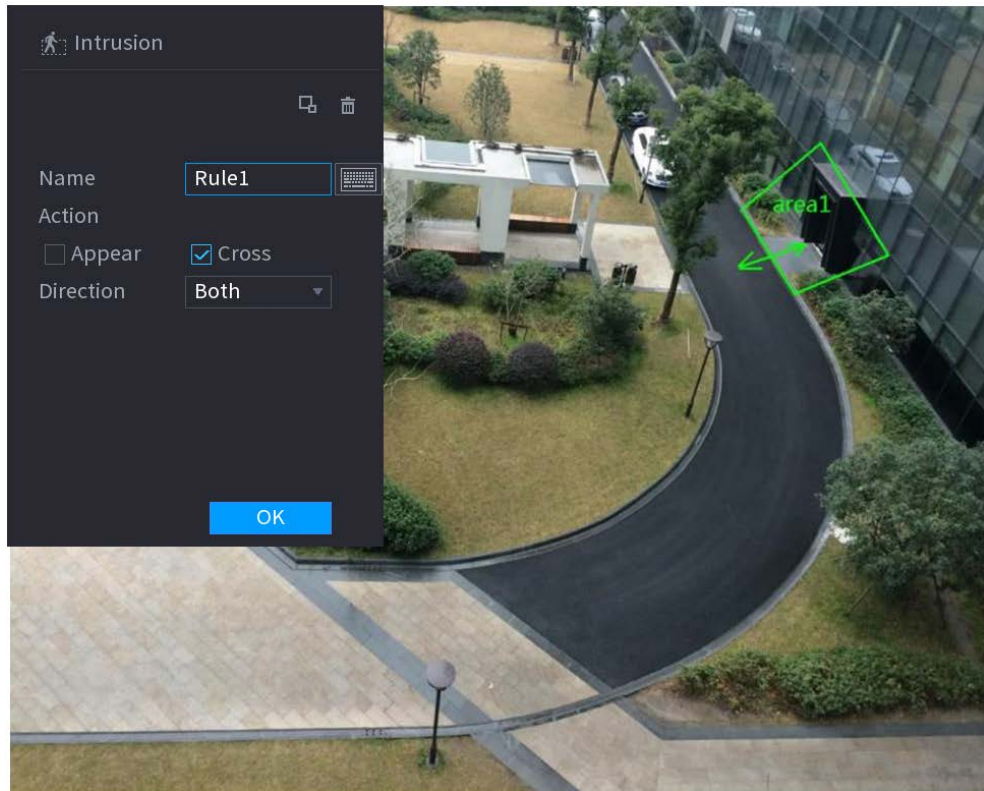 Intrusion
Name Rule1
Action
Appear Cross
Direction Both
OK
area1